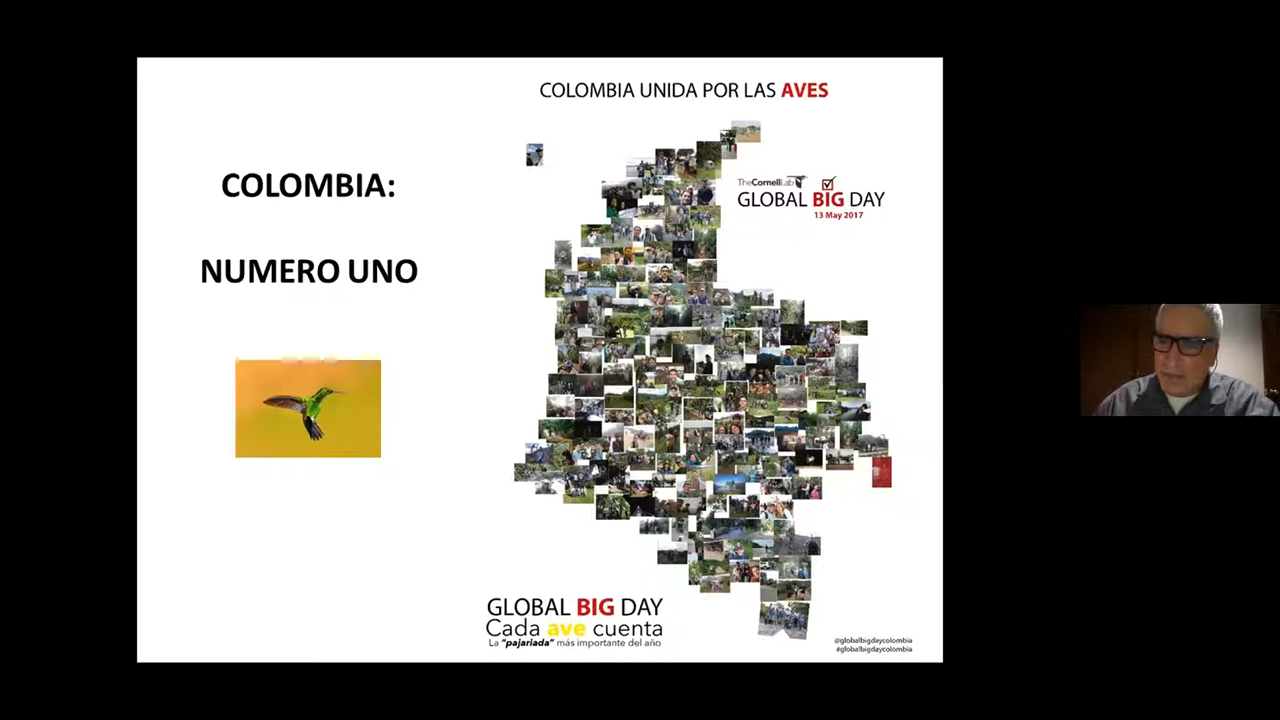 COLOMBIA UNIDA POR LAS AVES
COLOMBIA:
NUMERO UNO
TheCornellLab
GLOBAL BIG DAY
13 May 2017
GLOBAL BIG DAY
Cada ave cuenta
La "pajariada" más importante del año
@globalbigdaycolombia
#globalbigdaycolombia